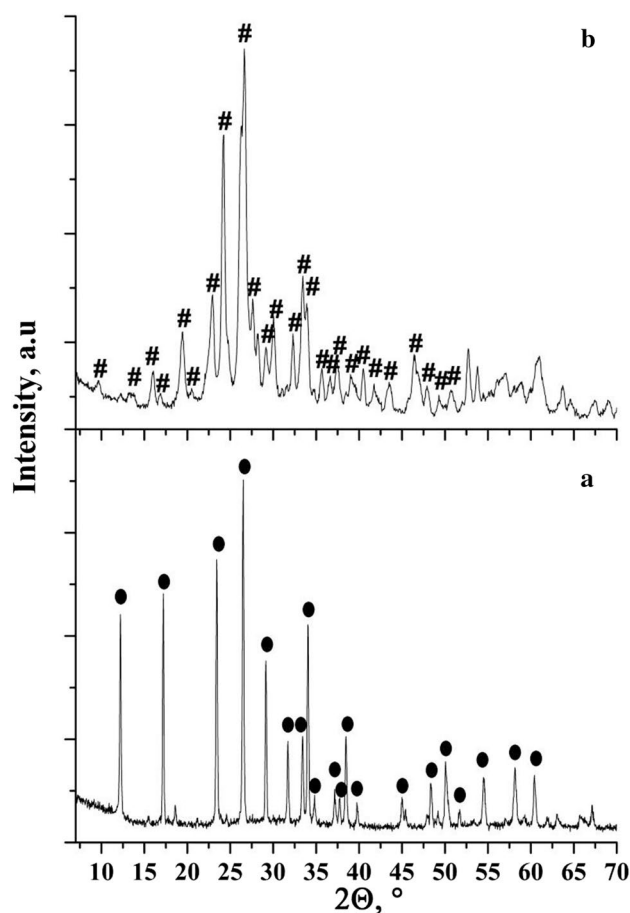 b
# # # # # # # # # # # # # # # # # # # # # # # # # #
Intensity, a.u
a
10 15 20 25 30 35 40 45 50 55 60 65 70
2Θ, °